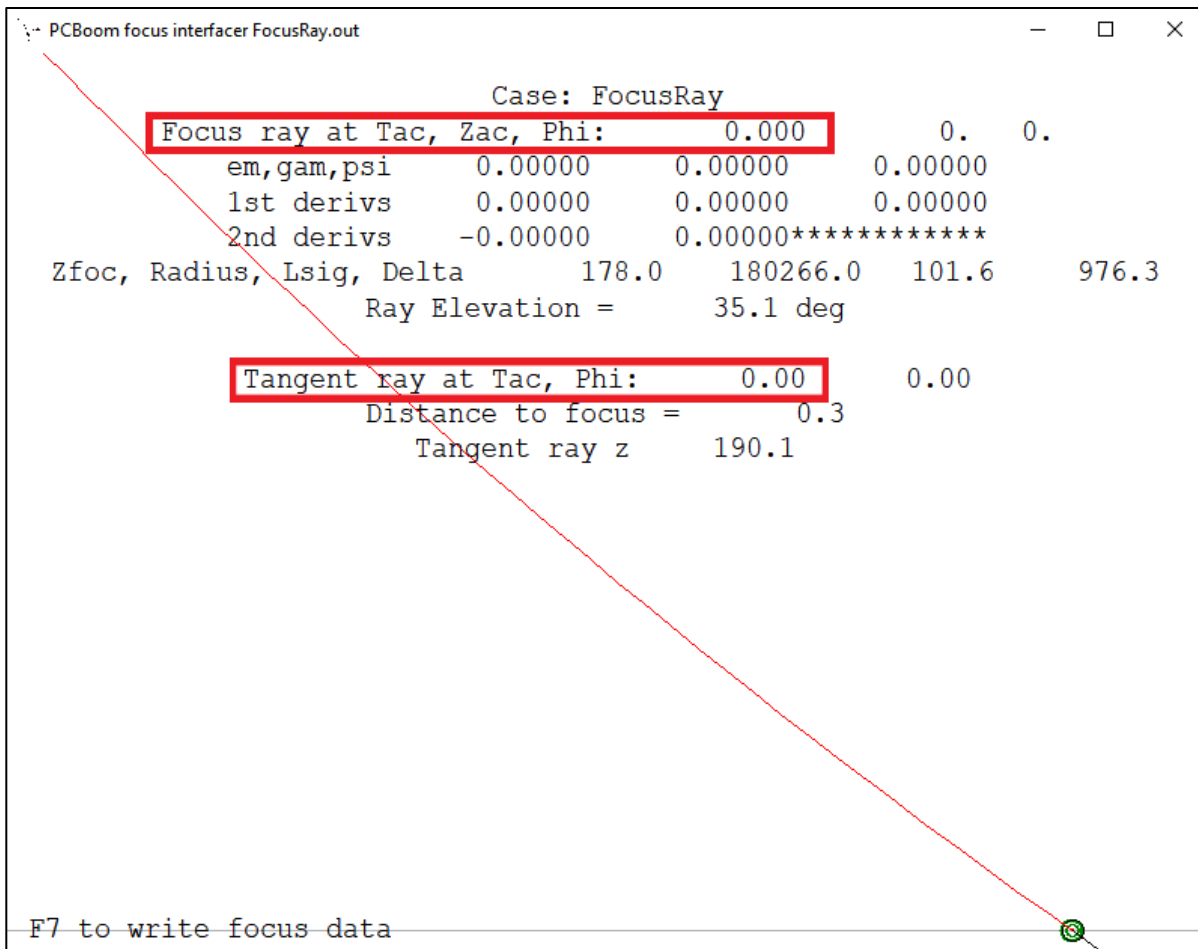 PCBoom focus interfacer FocusRay.out
Case: FocusRay
Focus ray at Tac, Zac, Phi: 0.000 0. 0.
em,gam,psi 0.00000 0.00000 0.00000
1st derivs 0.00000 0.00000 0.00000
2nd derivs -0.00000 0.00000************
Zfoc, Radius, Lsig, Delta 178.0 180266.0 101.6 976.3
Ray Elevation = 35.1 deg
Tangent ray at Tac, Phi: 0.00 0.00
Distance to focus = 0.3
Tangent ray z 190.1
F7 to write focus data